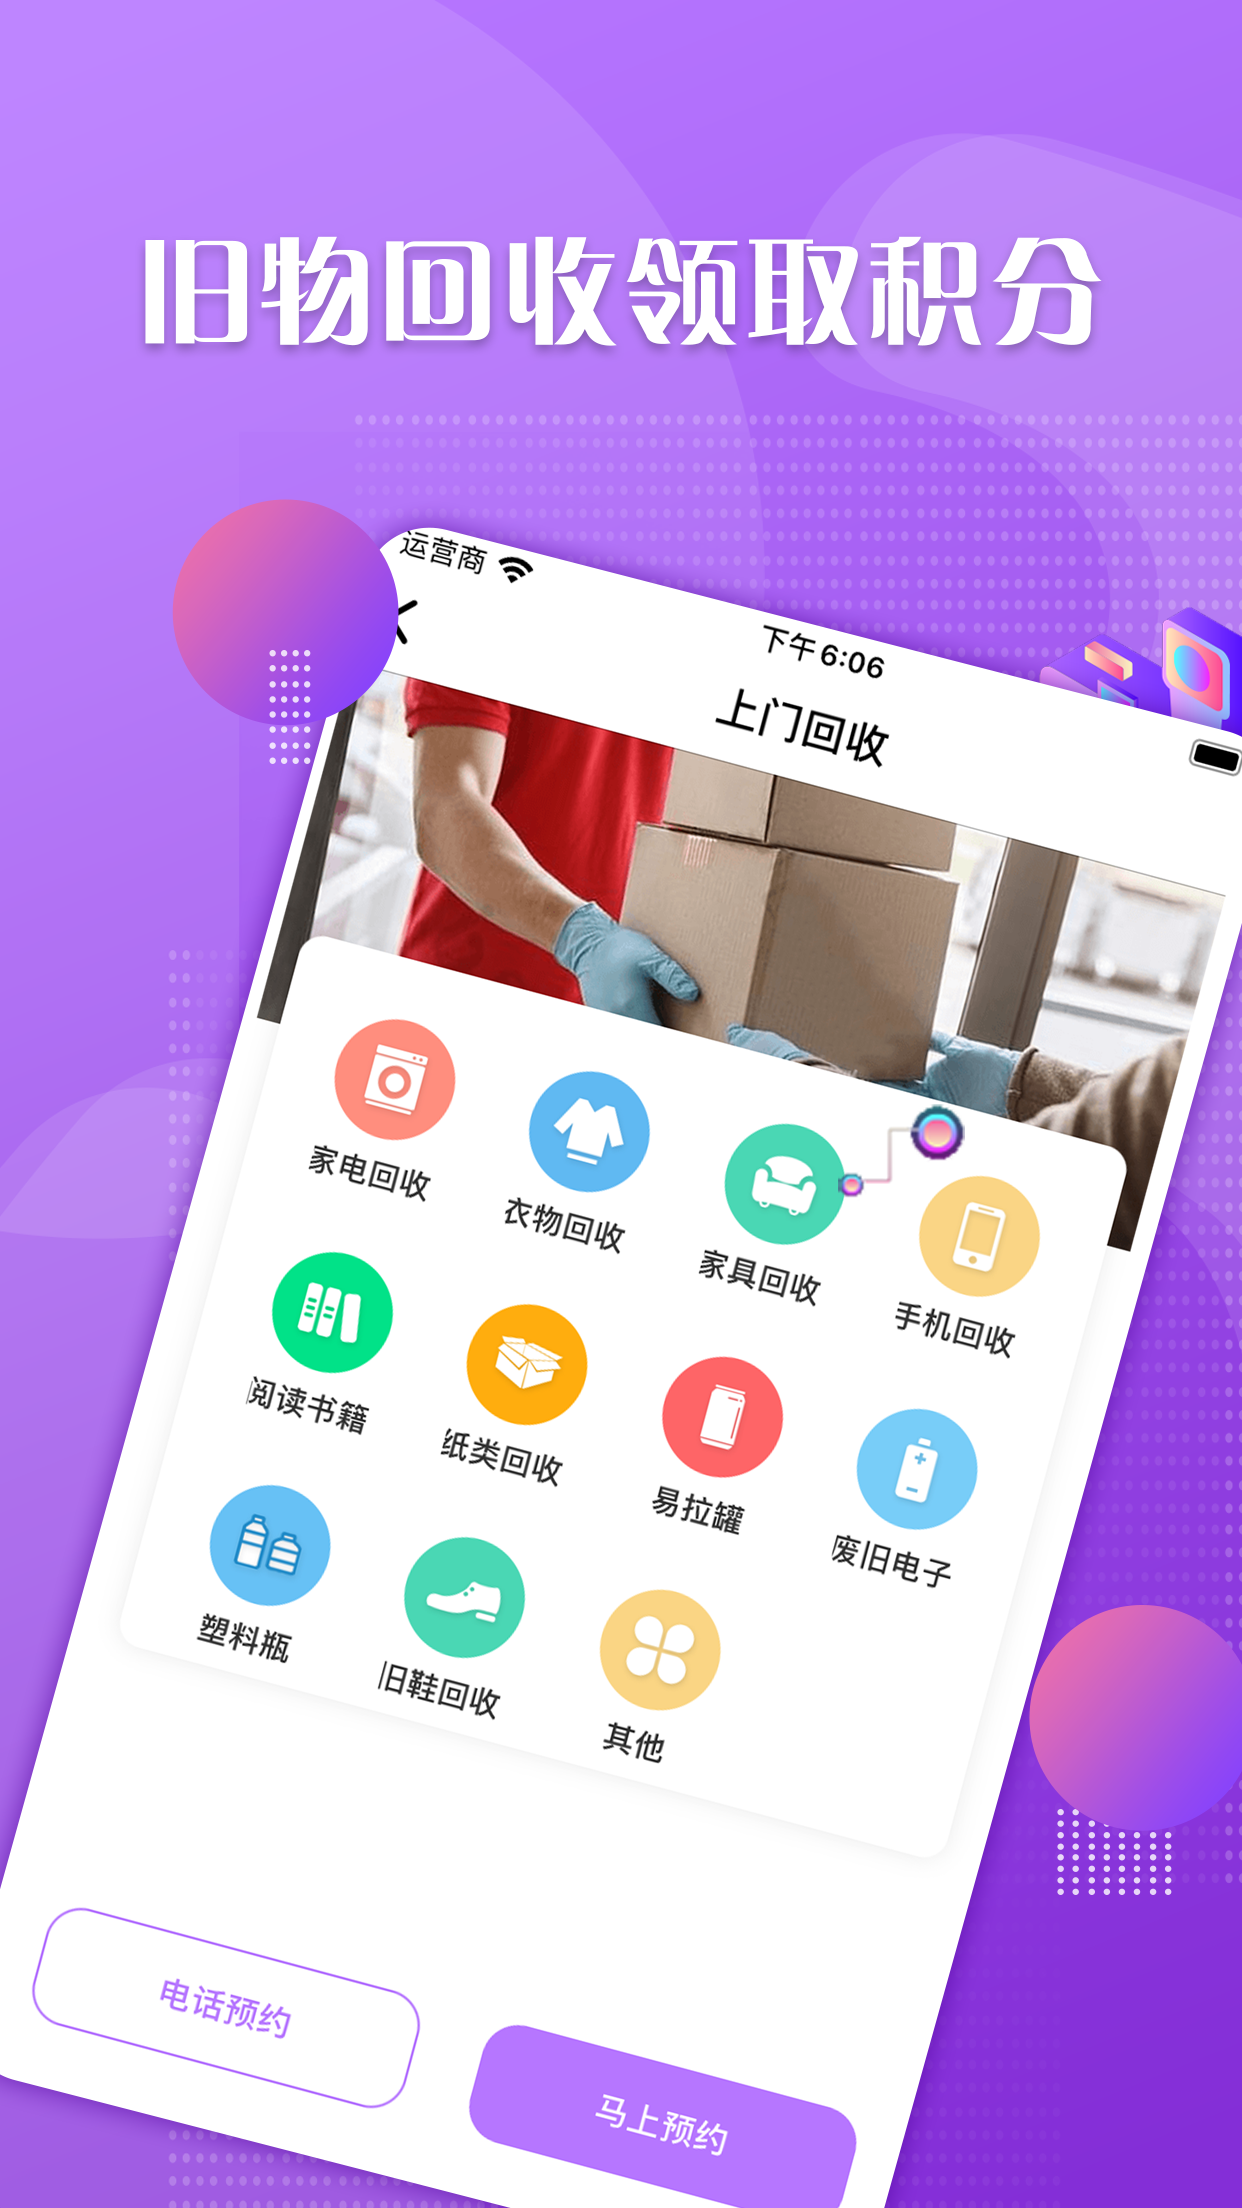 旧物回收领取积分
运营商
下午6:06
上门回收
家电回收
衣物回收
家具回收
手机回收
阅读书籍
纸类回收
易拉罐
废旧电子
塑料瓶
旧鞋回收
其他
电话预约
马上预约